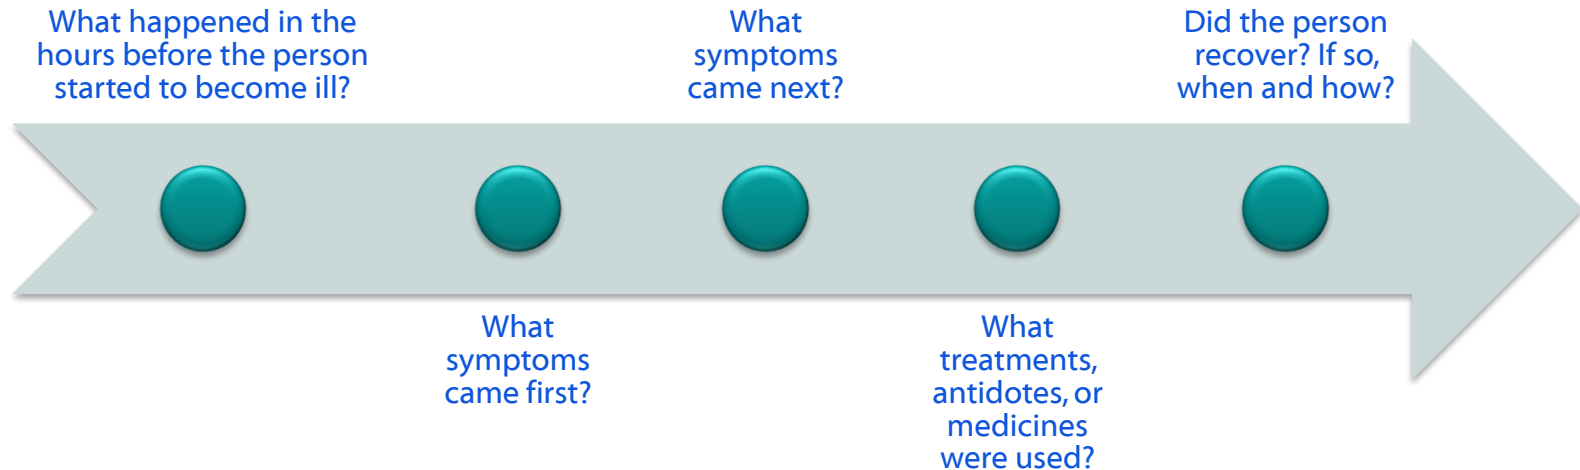 What happened in the
hours before the person
started to become ill?
What
symptoms
came first?
What
symptoms
came next?
What
treatments,
antidotes, or
medicines
were used?
Did the person
recover? If so,
when and how?